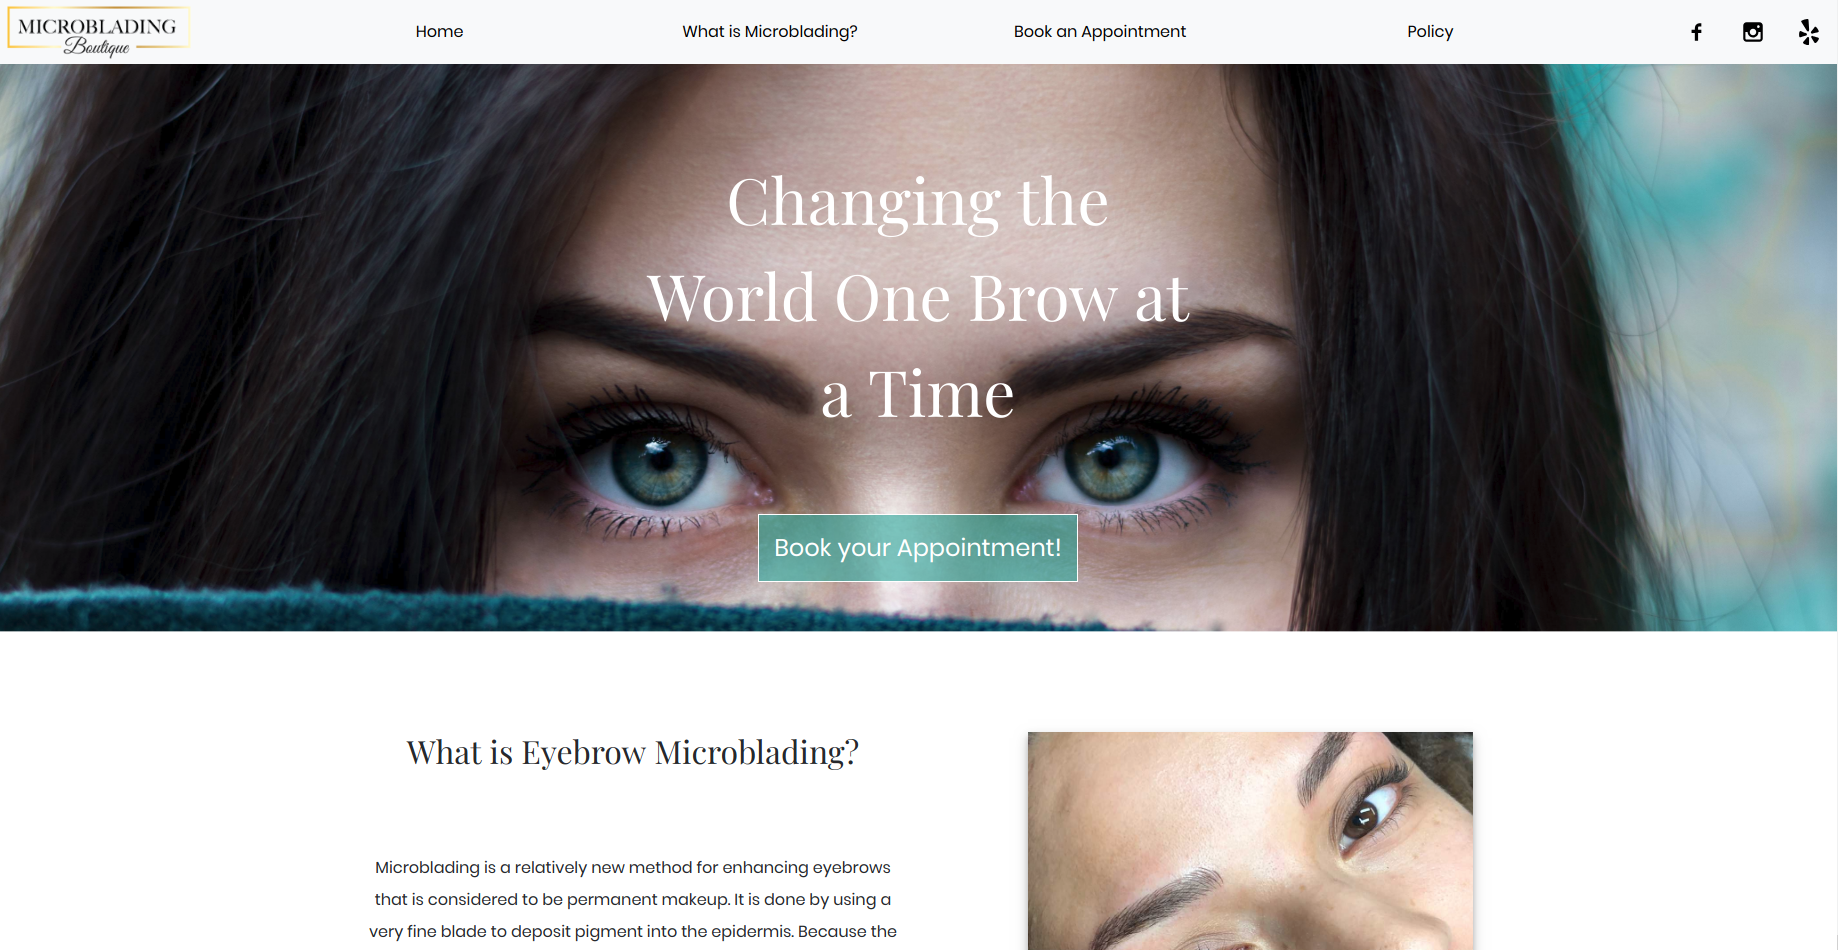 MICROBLADING
Boutique
Home
What is Microblading?
Book an Appointment
Policy
Changing the
World One Brow at
a Time
Book your Appointment!
What is Eyebrow Microblading?
Microblading is a relatively new method for enhancing eyebrows
that is considered to be permanent makeup. It is done by using a
very fine blade to deposit pigment into the epidermis. Because the